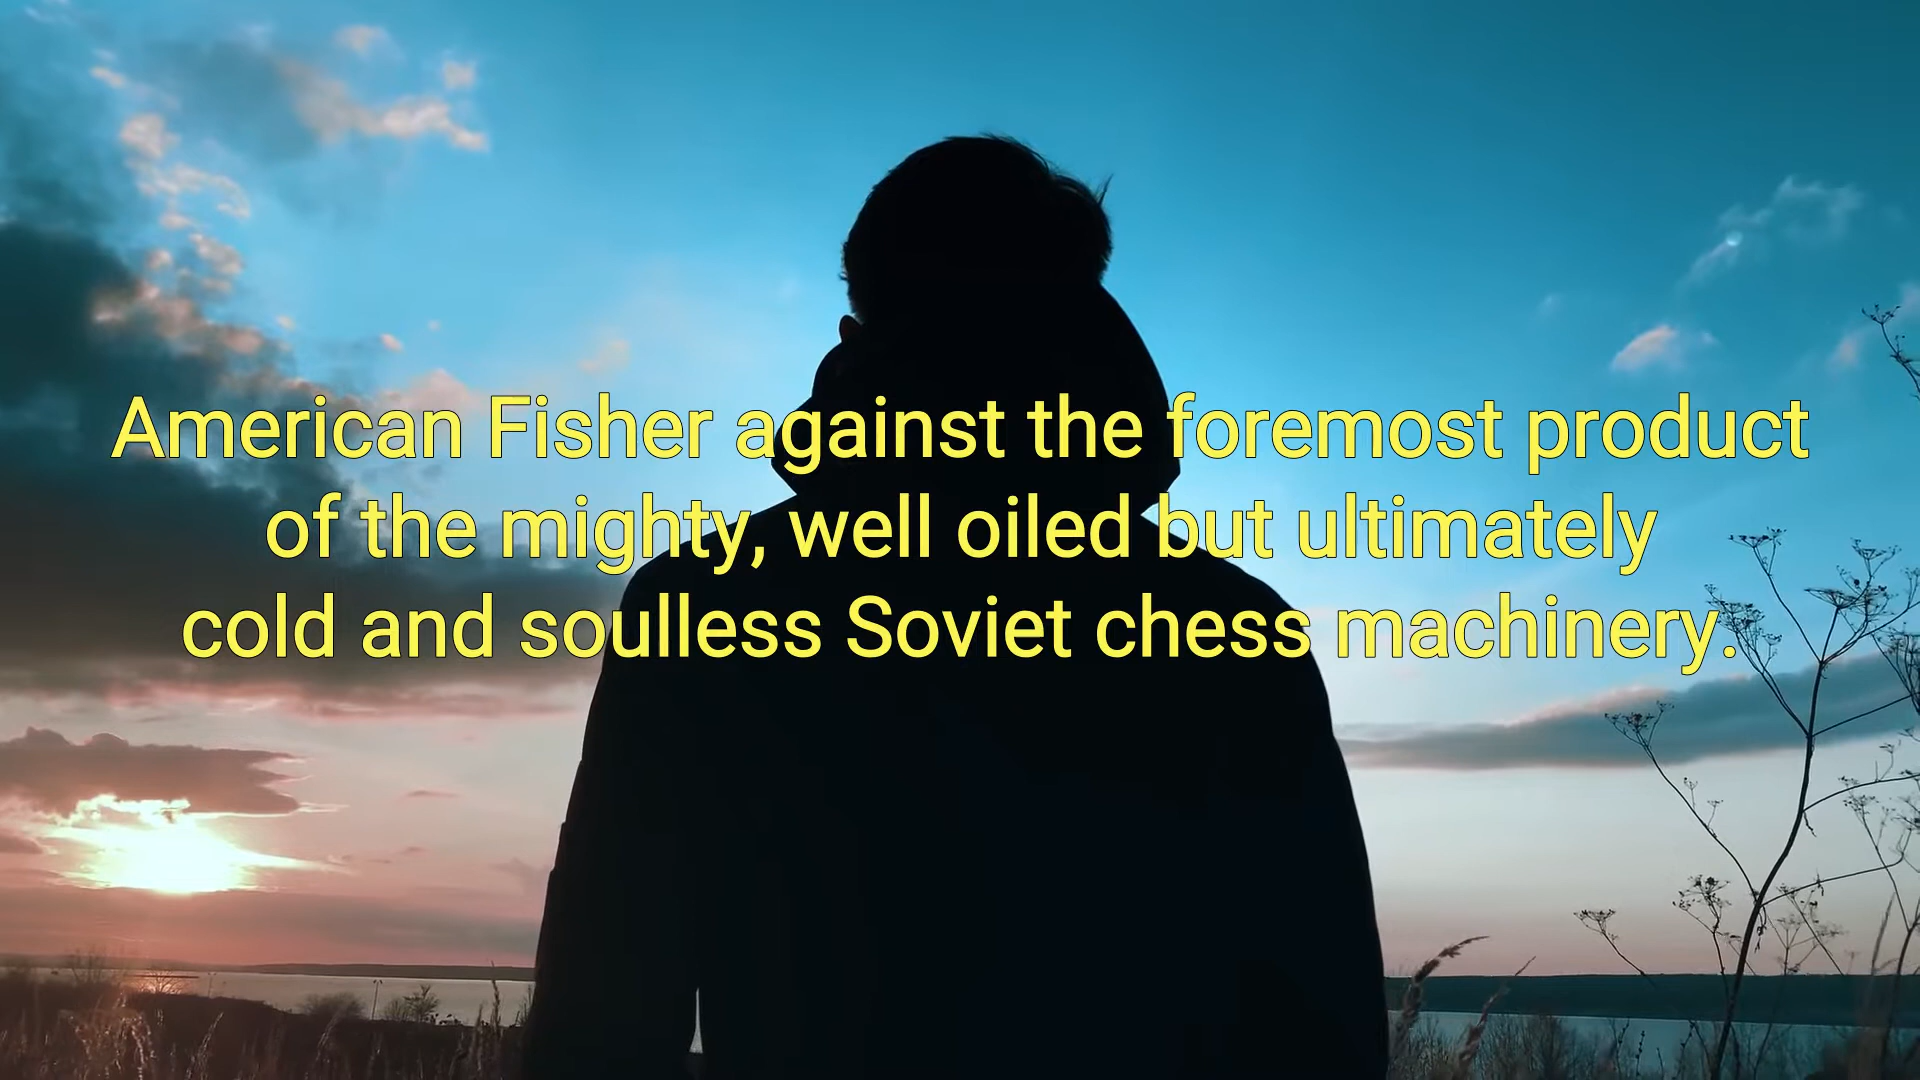 American Fisher against the foremost product
of the mighty, well oiled but ultimately
cold and soulless Soviet chess machinery.